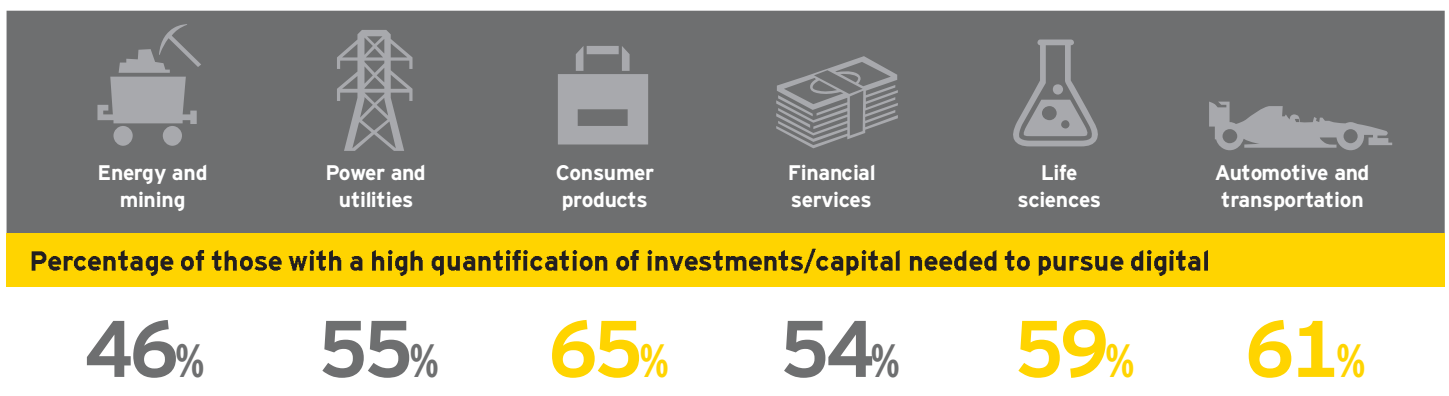 Energy and
mining
Power and
utilities
Consumer
products
Financial
services
Life
sciences
Automotive and
transportation
Percentage of those with a high quantification of investments/capital needed to pursue digital
46% 55% 65% 54% 59% 61%